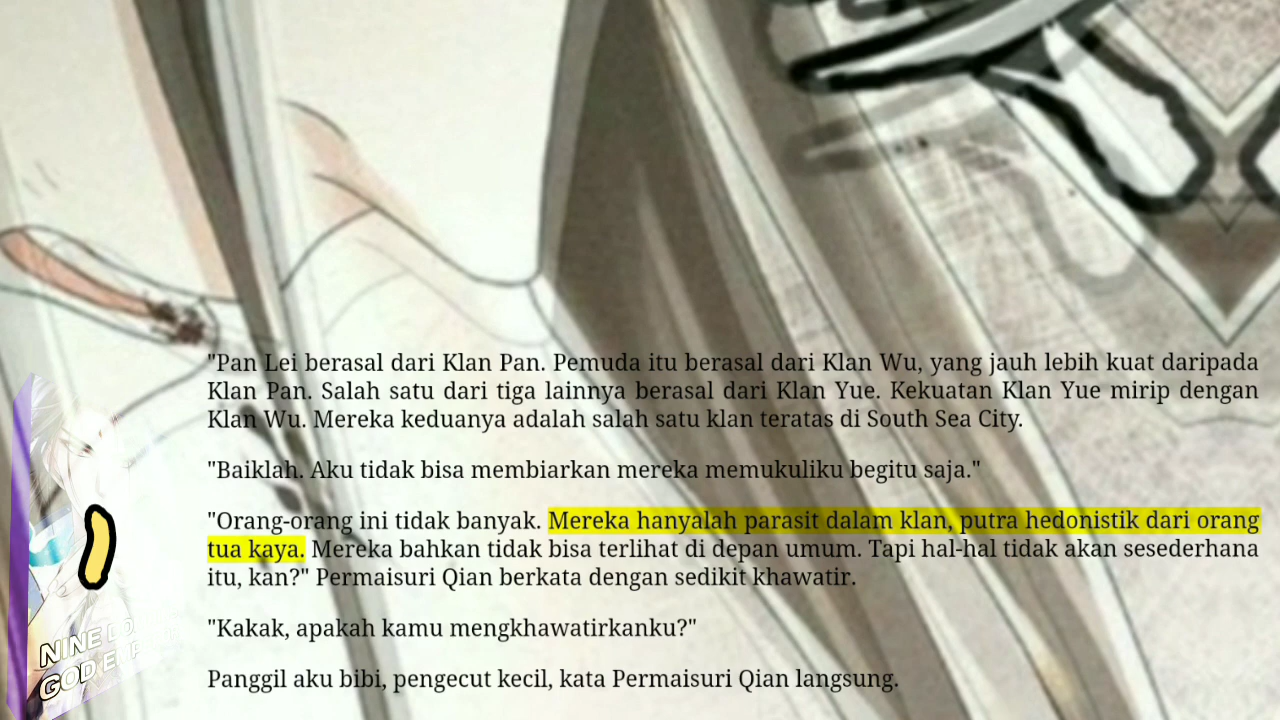 "Pan Lei berasal dari Klan Pan. Pemuda itu berasal dari Klan Wu, yang jauh lebih kuat daripada
Klan Pan. Salah satu dari tiga lainnya berasal dari Klan Yue. Kekuatan Klan Yue mirip dengan
Klan Wu. Mereka keduanya adalah salah satu klan teratas di South Sea City.
"Baiklah. Aku tidak bisa membiarkan mereka memukuliku begitu saja."
"Orang-orang ini tidak banyak. Mereka hanyalah parasit dalam klan, putra hedonistik dari orang
tua kaya. Mereka bahkan tidak bisa terlihat di depan umum. Tapi hal-hal tidak akan sesederhana
itu, kan?" Permaisuri Qian berkata dengan sedikit khawatir.
"Kakak, apakah kamu mengkhawatirkanku?"
Panggil aku bibi, pengecut kecil, kata Permaisuri Qian langsung.
NINE
GOD